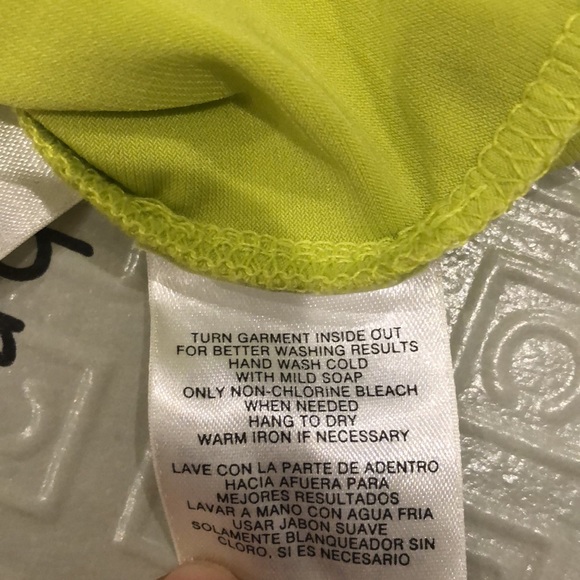 TURN GARMENT INSIDE OUT
FOR BETTER WASHING RESULTS
HAND WASH COLD
WITH MILD SOAP
ONLY NON-CHLORINE BLEACH
WHEN NEEDED
HANG TO DRY
WARM IRON IF NECESSARY
LAVE CON LA PARTE DE ADENTRO
HACIA AFUERA PARA
MEJORES RESULTADOS
LAVAR A MANO CON AGUA FRIA
USAR JABON SUAVE
SOLAMENTE BLANQUEADOR SIN
CLORO, SI ES NECESARIO